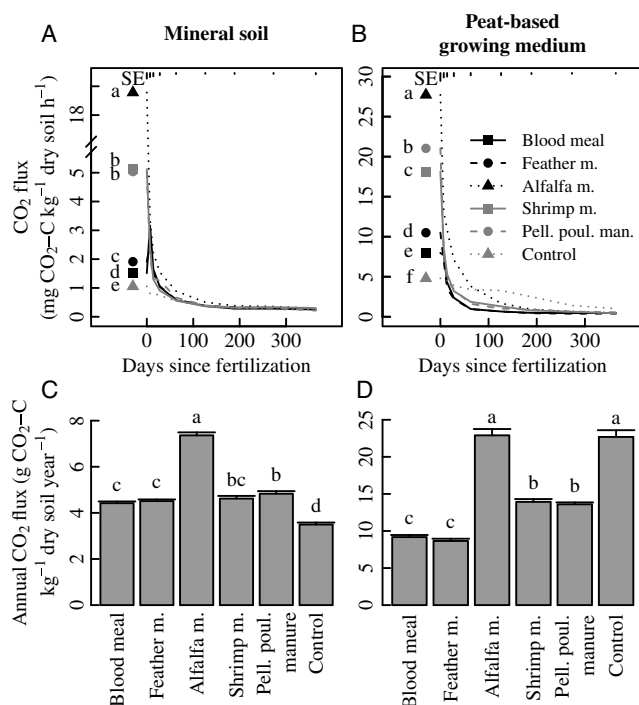 A
Mineral soil
B
Peat-based
growing medium
SE
a
18
b
b
5
4
3
c
2
d
e
1
0
0 100 200 300
Days since fertilization
CO2 flux
(mg CO2–C kg−1 dry soil h−1)
SE
30
a
25
b
20
c
15
d
10
e
5
f
0
0 100 200 300
Days since fertilization
Blood meal
Feather m.
Alfalfa m.
Shrimp m.
Pell. poul. man.
Control
C
8
6
4
2
0
c
c
a
bc
b
d
Annual CO2 flux (g CO2–C
kg−1 dry soil year−1)
Blood meal
Feather m.
Alfalfa m.
Shrimp m.
Pell. poul.
manure
Control
D
25
20
15
10
5
0
c
c
a
b
b
a
Blood meal
Feather m.
Alfalfa m.
Shrimp m.
Pell. poul.
manure
Control